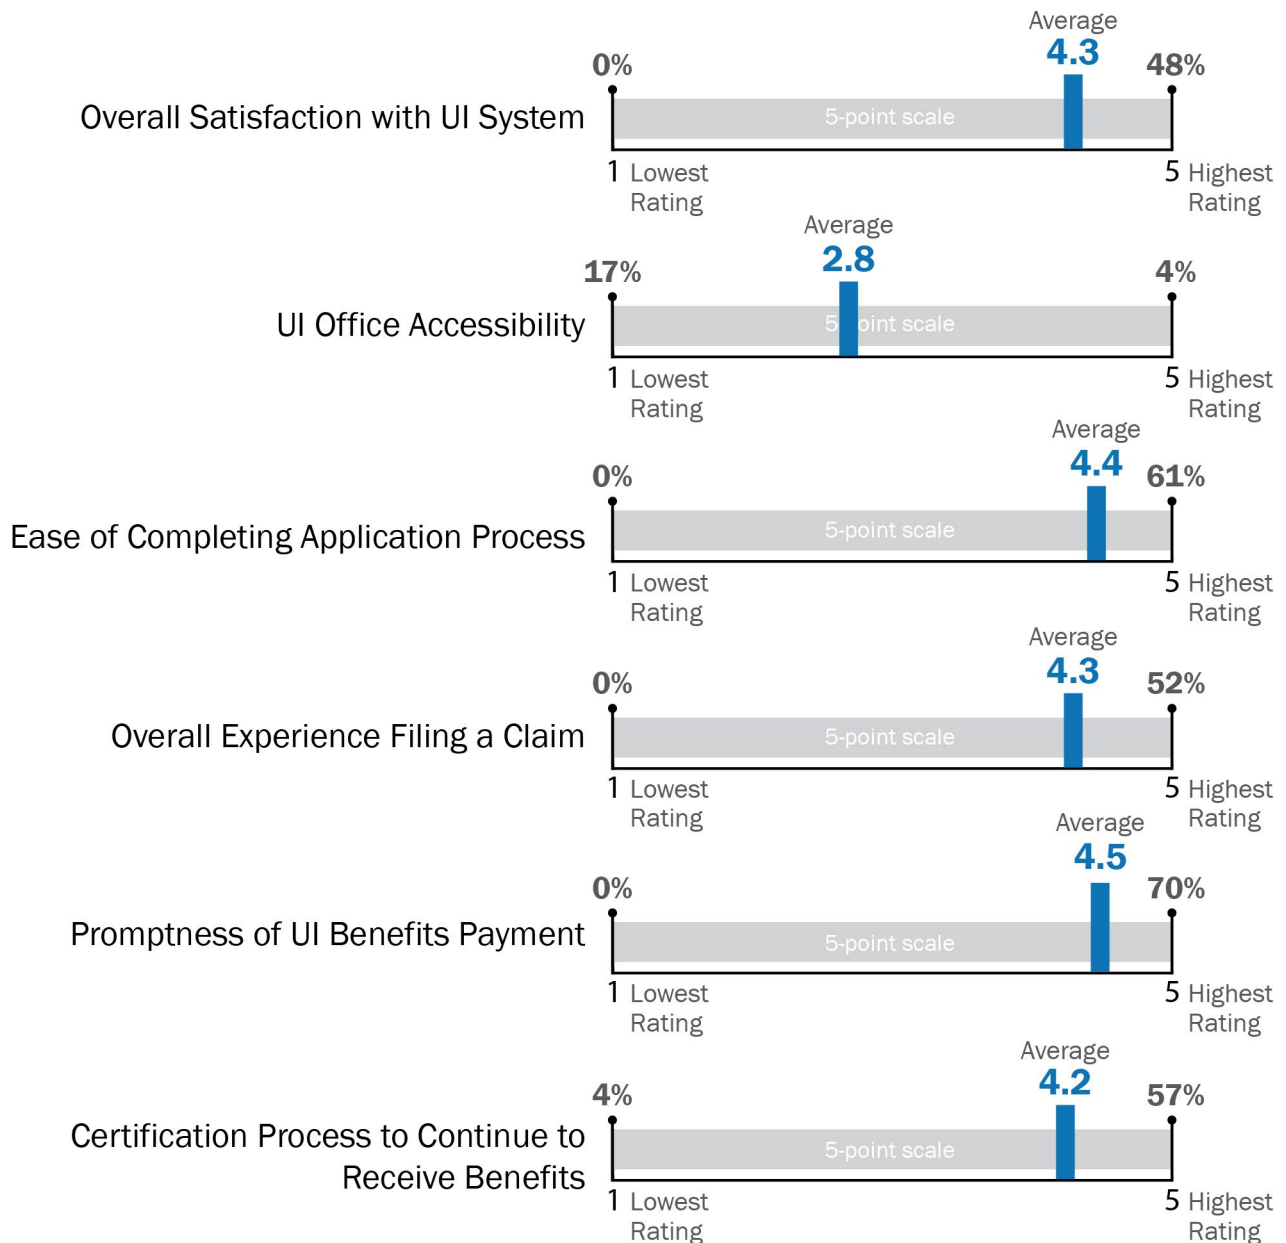 Average
4.3
0%
48%
Overall Satisfaction with UI System
5-point scale
1 Lowest
Rating
5 Highest
Rating
Average
2.8
17%
4%
UI Office Accessibility
5-point scale
1 Lowest
Rating
5 Highest
Rating
Average
4.4
0%
61%
Ease of Completing Application Process
5-point scale
1 Lowest
Rating
5 Highest
Rating
Average
4.3
0%
52%
Overall Experience Filing a Claim
5-point scale
1 Lowest
Rating
5 Highest
Rating
Average
4.5
0%
70%
Promptness of UI Benefits Payment
5-point scale
1 Lowest
Rating
5 Highest
Rating
Average
4.2
4%
57%
Certification Process to Continue to
Receive Benefits
5-point scale
1 Lowest
Rating
5 Highest
Rating